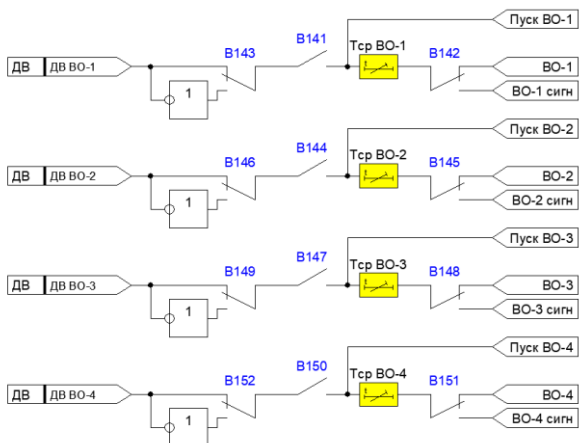 Пуск ВО-1
В141
В143
Тср ВО-1
В142
ДВ ДВ ВО-1
ВО-1
1
ВО-1 сигн
Пуск ВО-2
В144
В146
Тср ВО-2
В145
ДВ ДВ ВО-2
ВО-2
1
ВО-2 сигн
Пуск ВО-3
В147
В149
Тср ВО-3
В148
ДВ ДВ ВО-3
ВО-3
1
ВО-3 сигн
Пуск ВО-4
В150
В152
Тср ВО-4
В151
ДВ ДВ ВО-4
ВО-4
1
ВО-4 сигн